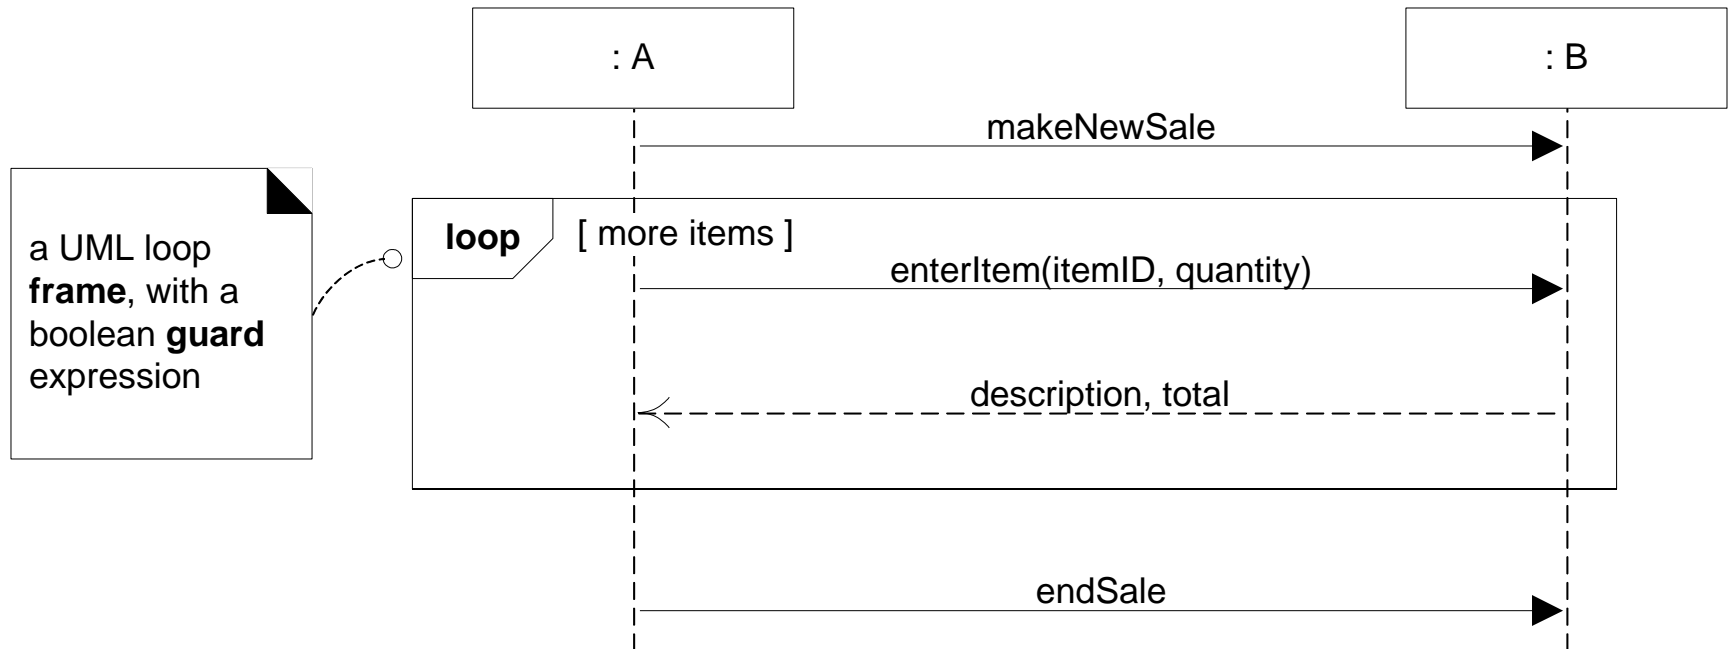 : A
: B
makeNewSale
a UML loop
frame, with a
boolean guard
expression
loop
[ more items ]
enterItem(itemID, quantity)
description, total
endSale